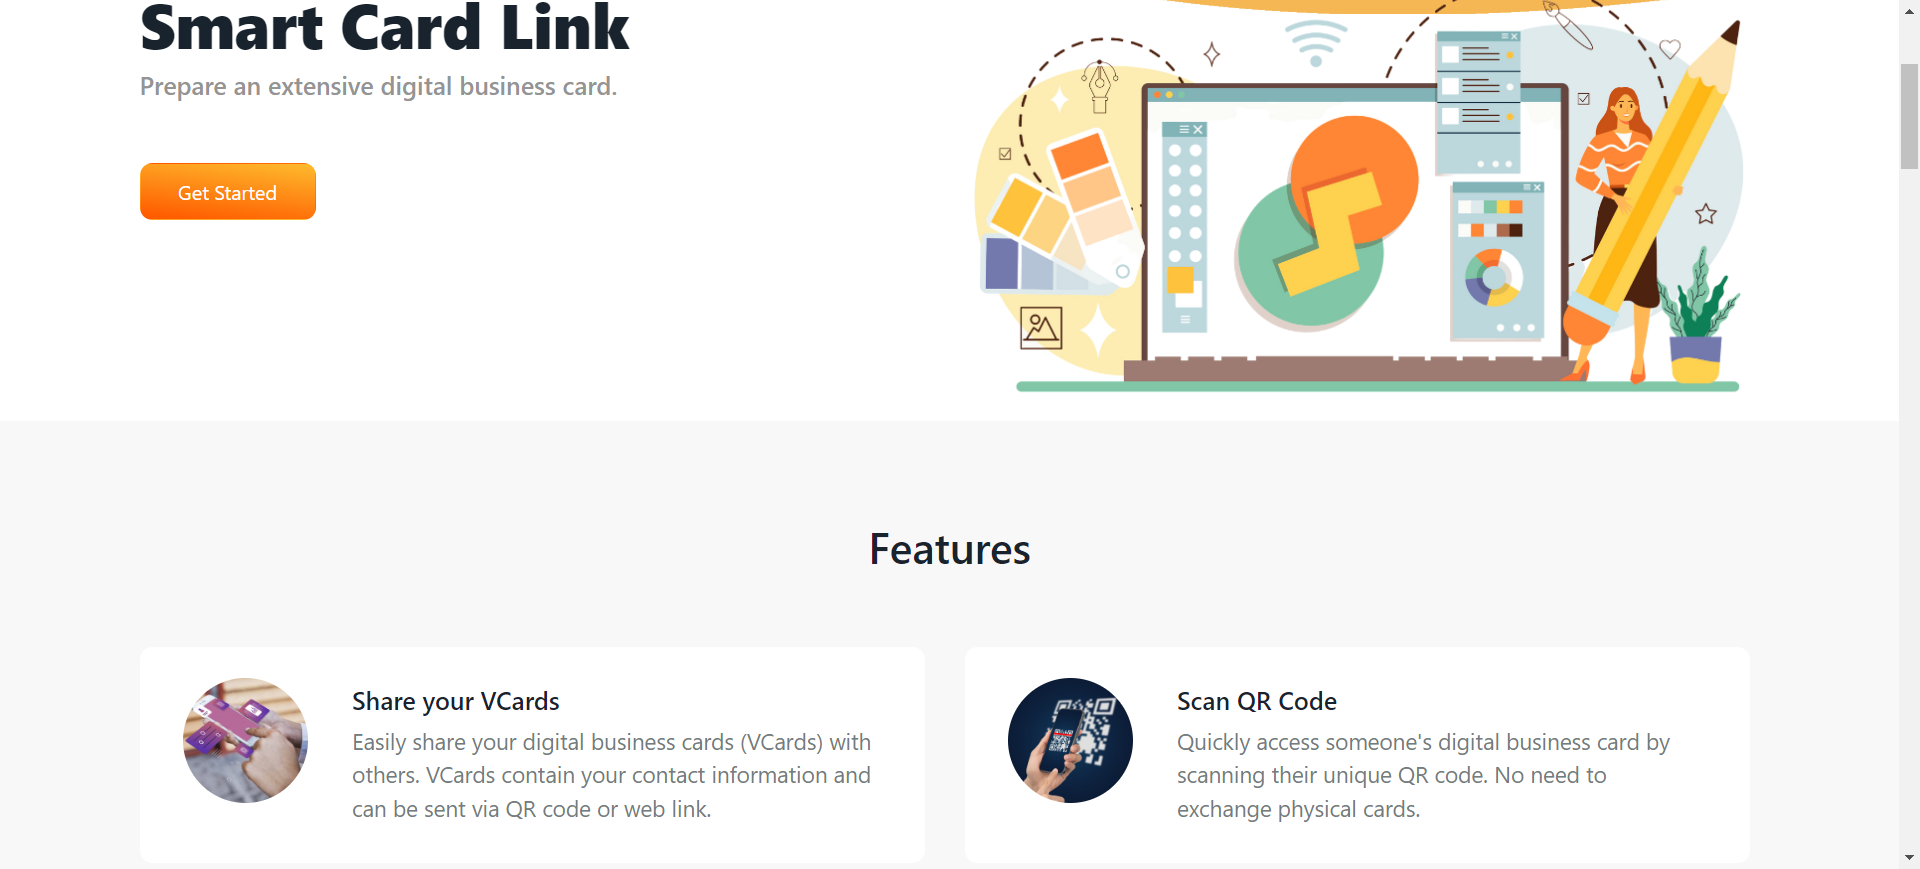 Smart Card Link
Prepare an extensive digital business card.
Get Started
Features
Share your VCards
Easily share your digital business cards (VCards) with
others. VCards contain your contact information and
can be sent via QR code or web link.
Scan QR Code
Quickly access someone's digital business card by
scanning their unique QR code. No need to
exchange physical cards.